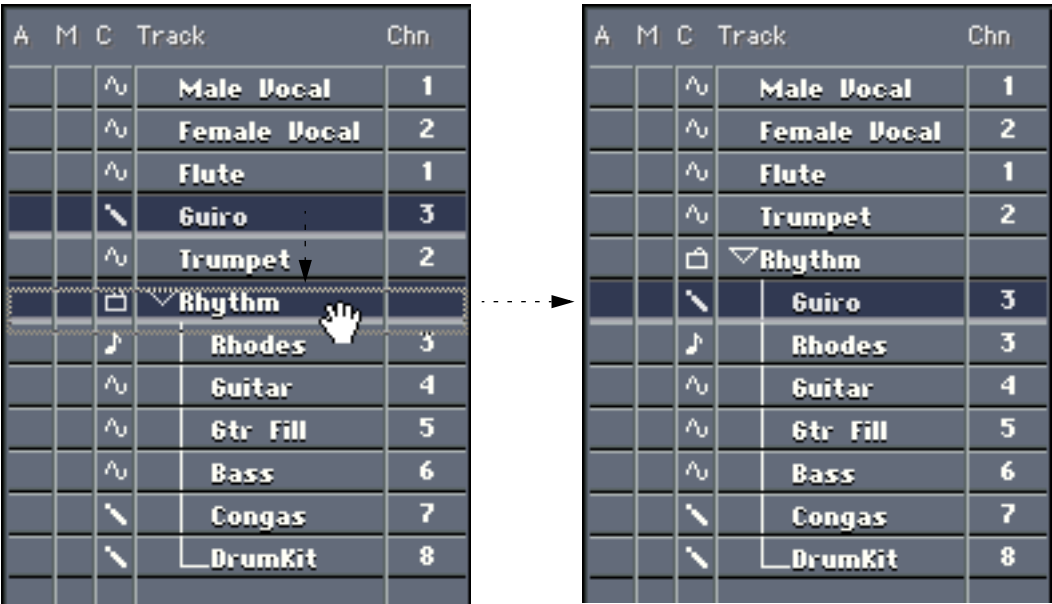 A M C Track Chn
Male Vocal 1
Female Vocal 2
Flute 1
Guiro 3
Trumpet 2
Rhythm
Rhodes 3
Guitar 4
Gtr Fill 5
Bass 6
Congas 7
DrumKit 8
A M C Track Chn
Male Vocal 1
Female Vocal 2
Flute 1
Trumpet 2
Rhythm
Guiro 3
Rhodes 3
Guitar 4
Gtr Fill 5
Bass 6
Congas 7
DrumKit 8